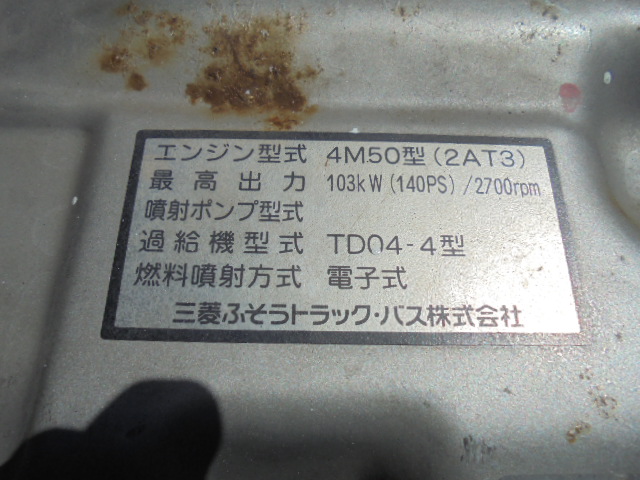 エンジン型式 4M50型(2AT3)
最高出力 103kW(140PS)/2700rpm
噴射ポンプ型式
過給機型式 TD04-4型
燃料噴射方式 電子式
三菱ふそうトラック・バス株式会社